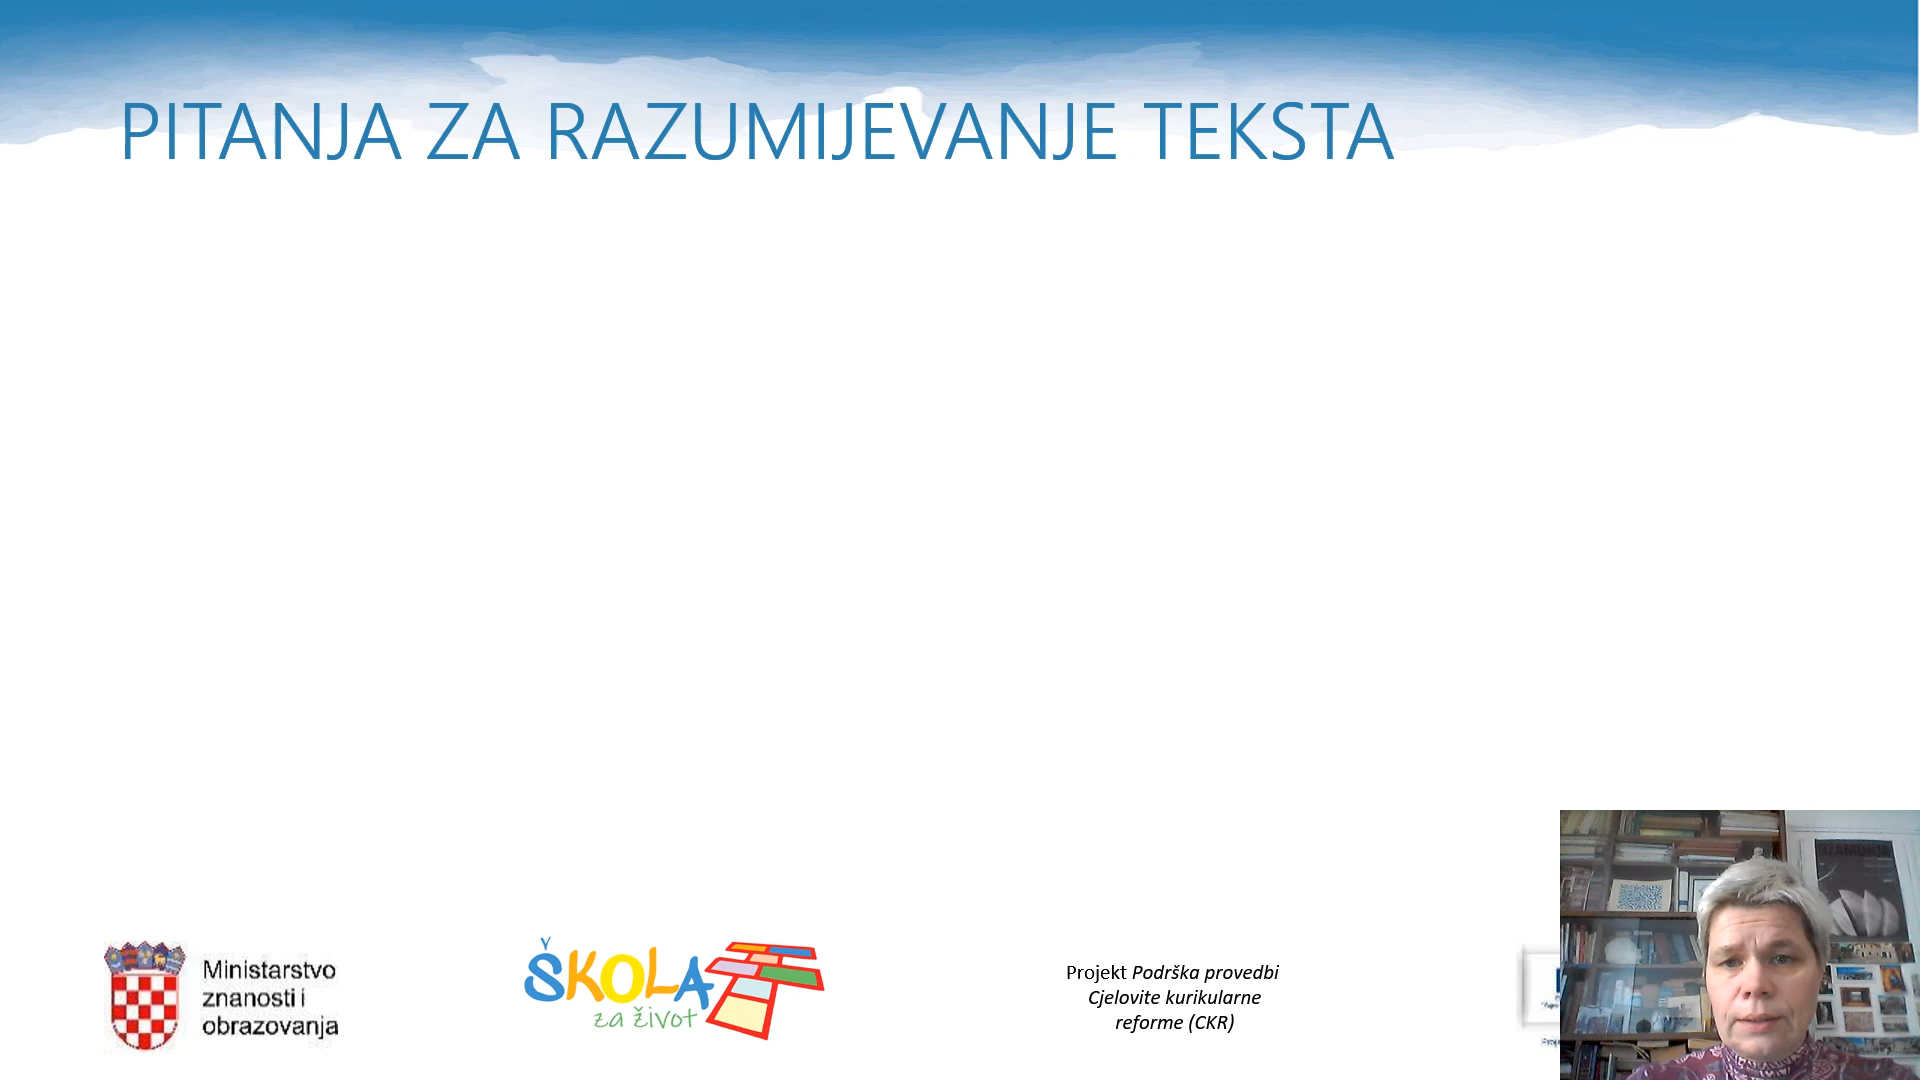 PITANJA ZA RAZUMIJEVANJE TEKSTA
Ministarstvo
znanosti i
obrazovanja
ŠKOLA
za život
Projekt Podrška provedbi
Cjelovite kurikularne
reforme (CKR)